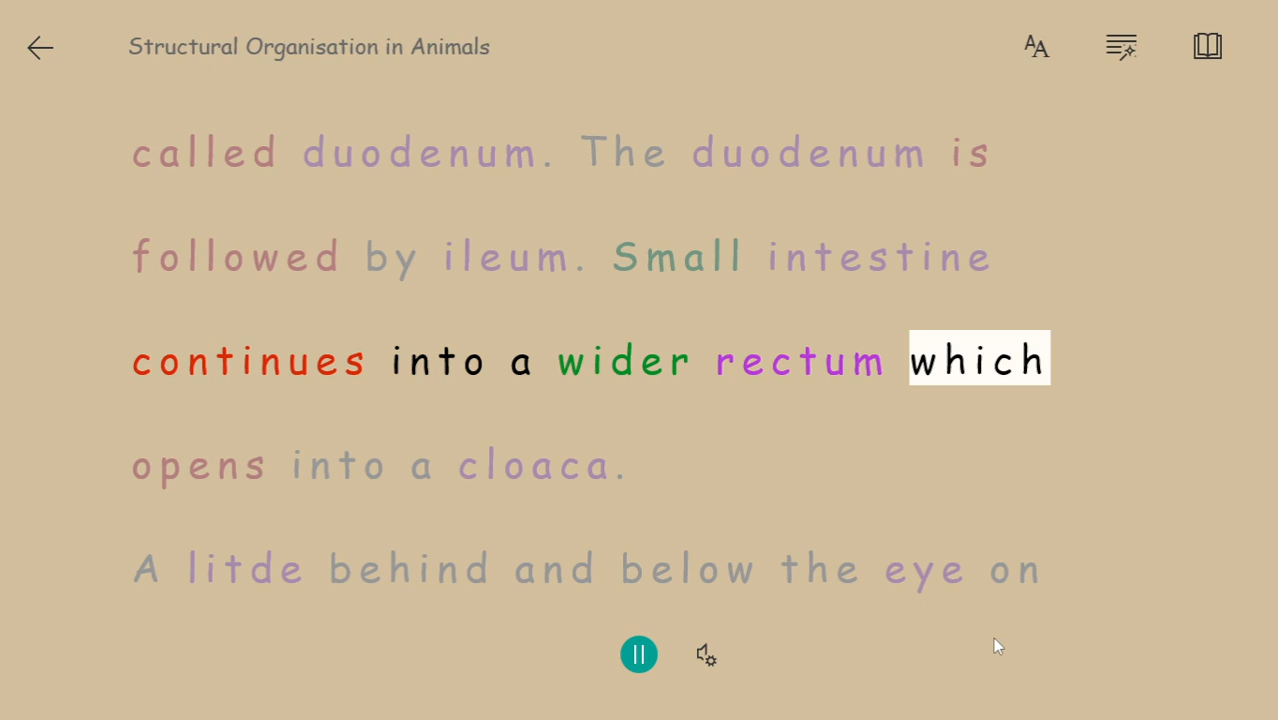 Structural Organisation in Animals
called duodenum. The duodenum is
followed by ileum. Small intestine
continues into a wider rectum which
opens into a cloaca.
A litde behind and below the eye on